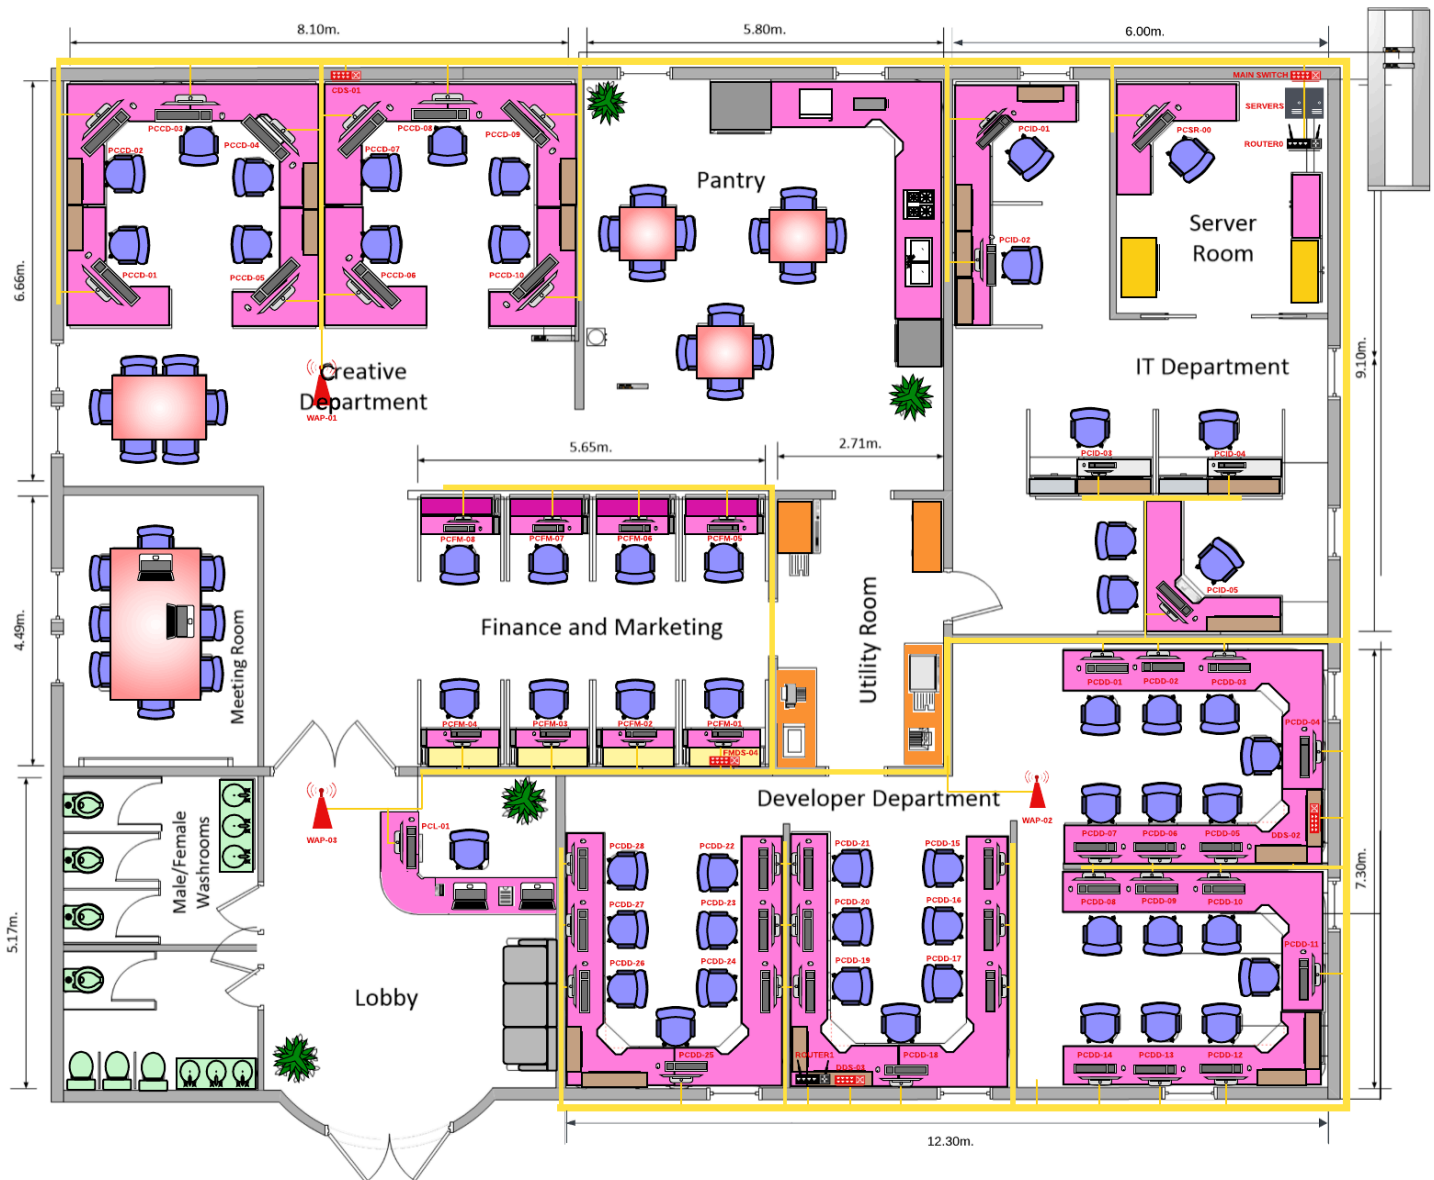 8.10m.
5.80m.
6.00m.
CDS-01
MAIN SWITCH
SERVERS
ROUTER0
PCCD-03
PCCD-04
PCCD-02
PCCD-08
PCCD-09
PCCD-07
PCID-01
PCSR-00
Pantry
Server
Room
PCID-02
PCCD-01
PCCD-05
PCCD-06
PCCD-10
6.66m.
9.10m.
IT Department
Creative
Department
WAP-01
5.65m.
2.71m.
PCID-03
PCID-04
PCFM-08
PCFM-07
PCFM-06
PCFM-05
PCID-05
4.49m.
Meeting Room
Finance and Marketing
Utility Room
PCDD-01
PCDD-02
PCDD-03
PCFM-04
PCFM-03
PCFM-02
PCFM-01
PCDD-04
FMDS-04
Developer Department
WAP-03
WAP-02
PCL-01
Male/Female
Washrooms
PCDD-07
PCDD-06
PCDD-05
DDS-02
PCDD-28
PCDD-22
PCDD-21
PCDD-15
7.30m.
PCDD-08
PCDD-09
PCDD-10
PCDD-27
PCDD-23
PCDD-20
PCDD-16
5.17m.
PCDD-11
PCDD-26
PCDD-24
PCDD-19
PCDD-17
Lobby
PCDD-25
ROUTER1
DDS-03
PCDD-18
PCDD-14
PCDD-13
PCDD-12
12.30m.